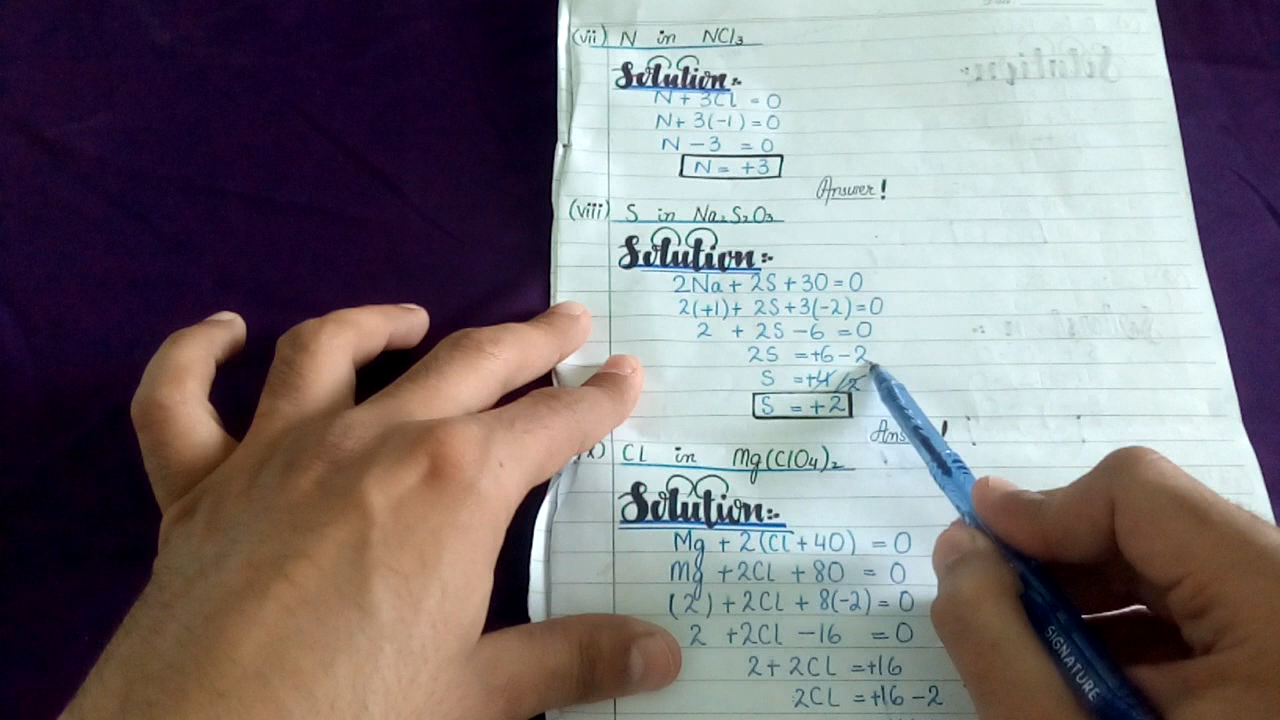 (vii) N in NCl₃
Solution:-
N + 3Cl = 0
N + 3(-1) = 0
N - 3 = 0
N = +3
Answer!
(viii) S in Na₂S₂O₃
Solution:-
2Na + 2S + 3O = 0
2(+1) + 2S + 3(-2) = 0
2 + 2S - 6 = 0
2S = +6 - 2
S = +4/2
S = +2
x) CL in Mg(ClO₄)₂
Solution:-
Mg + 2(Cl + 4O) = 0
Mg + 2CL + 8O = 0
(2) + 2CL + 8(-2) = 0
2 + 2CL - 16 = 0
2 + 2CL = +16
2CL = +16 - 2
SIGNATURE